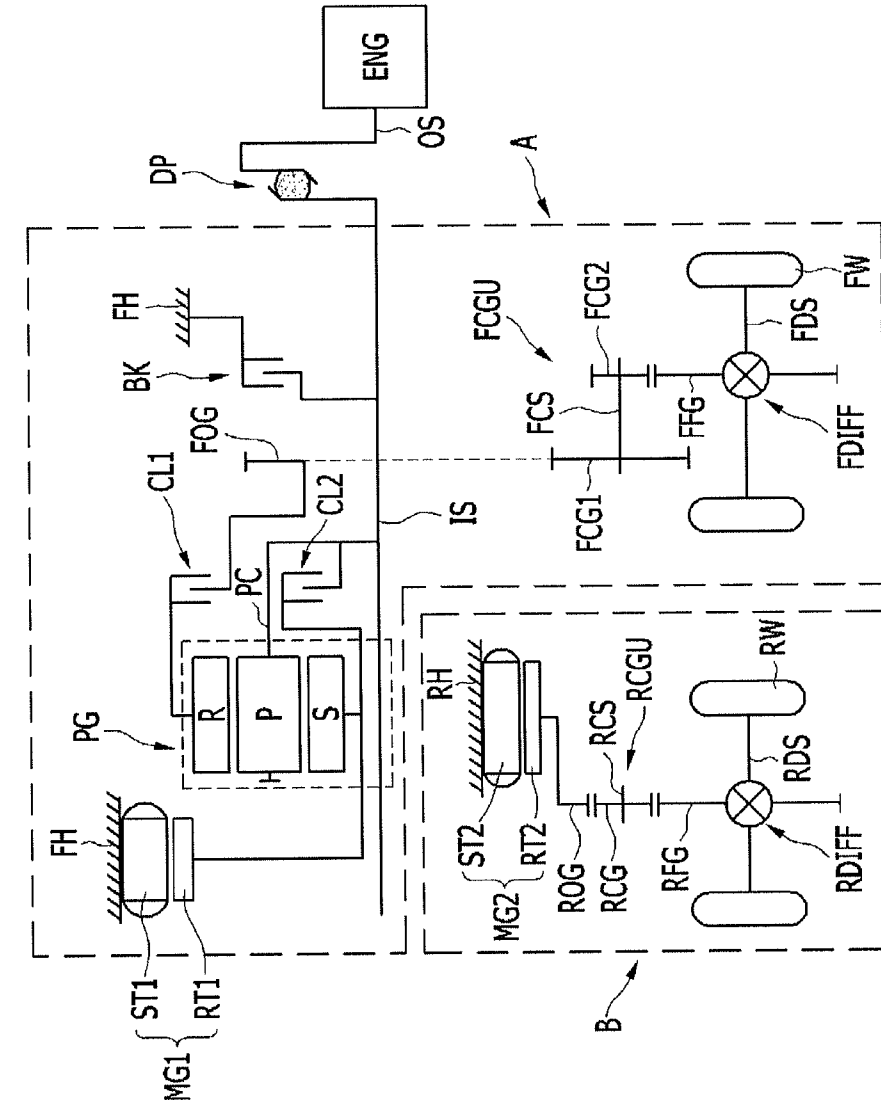 ENG
OS
DP
A
FH
BK
FOG
CL1
CL2
PC
IS
PG
R
P
S
FH
ST1
RT1
MG1
FCGU
FCG2
FCS
FCG1
FFG
FW
FDS
FDIFF
RH
ST2
RT2
MG2
ROG
RCG
RCS
RCGU
RFG
RW
RDS
RDIFF
B